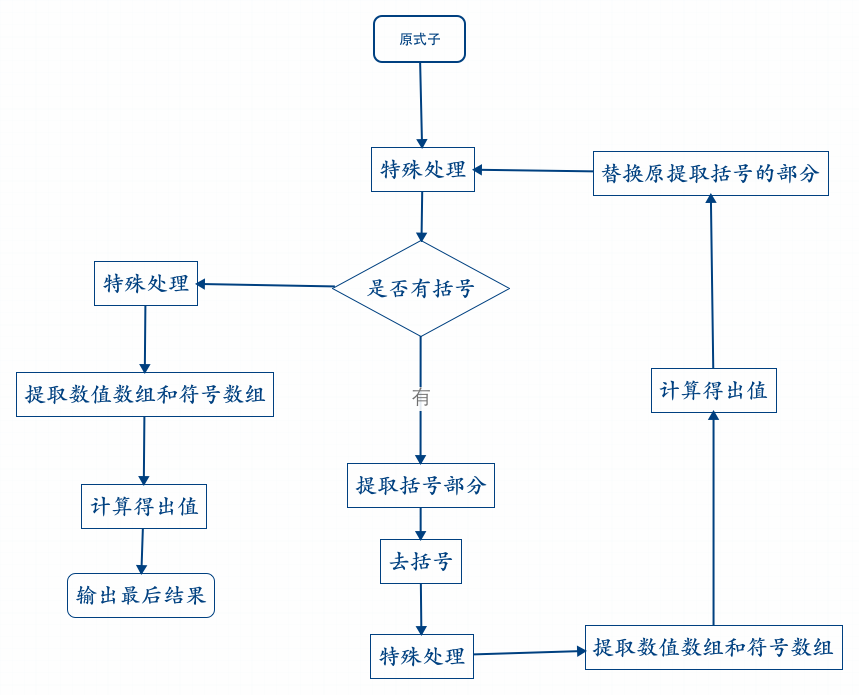 原式子
特殊处理
替换原提取括号的部分
是否有括号
特殊处理
提取数值数组和符号数组
计算得出值
输出最后结果
有
提取括号部分
去括号
特殊处理
提取数值数组和符号数组
计算得出值